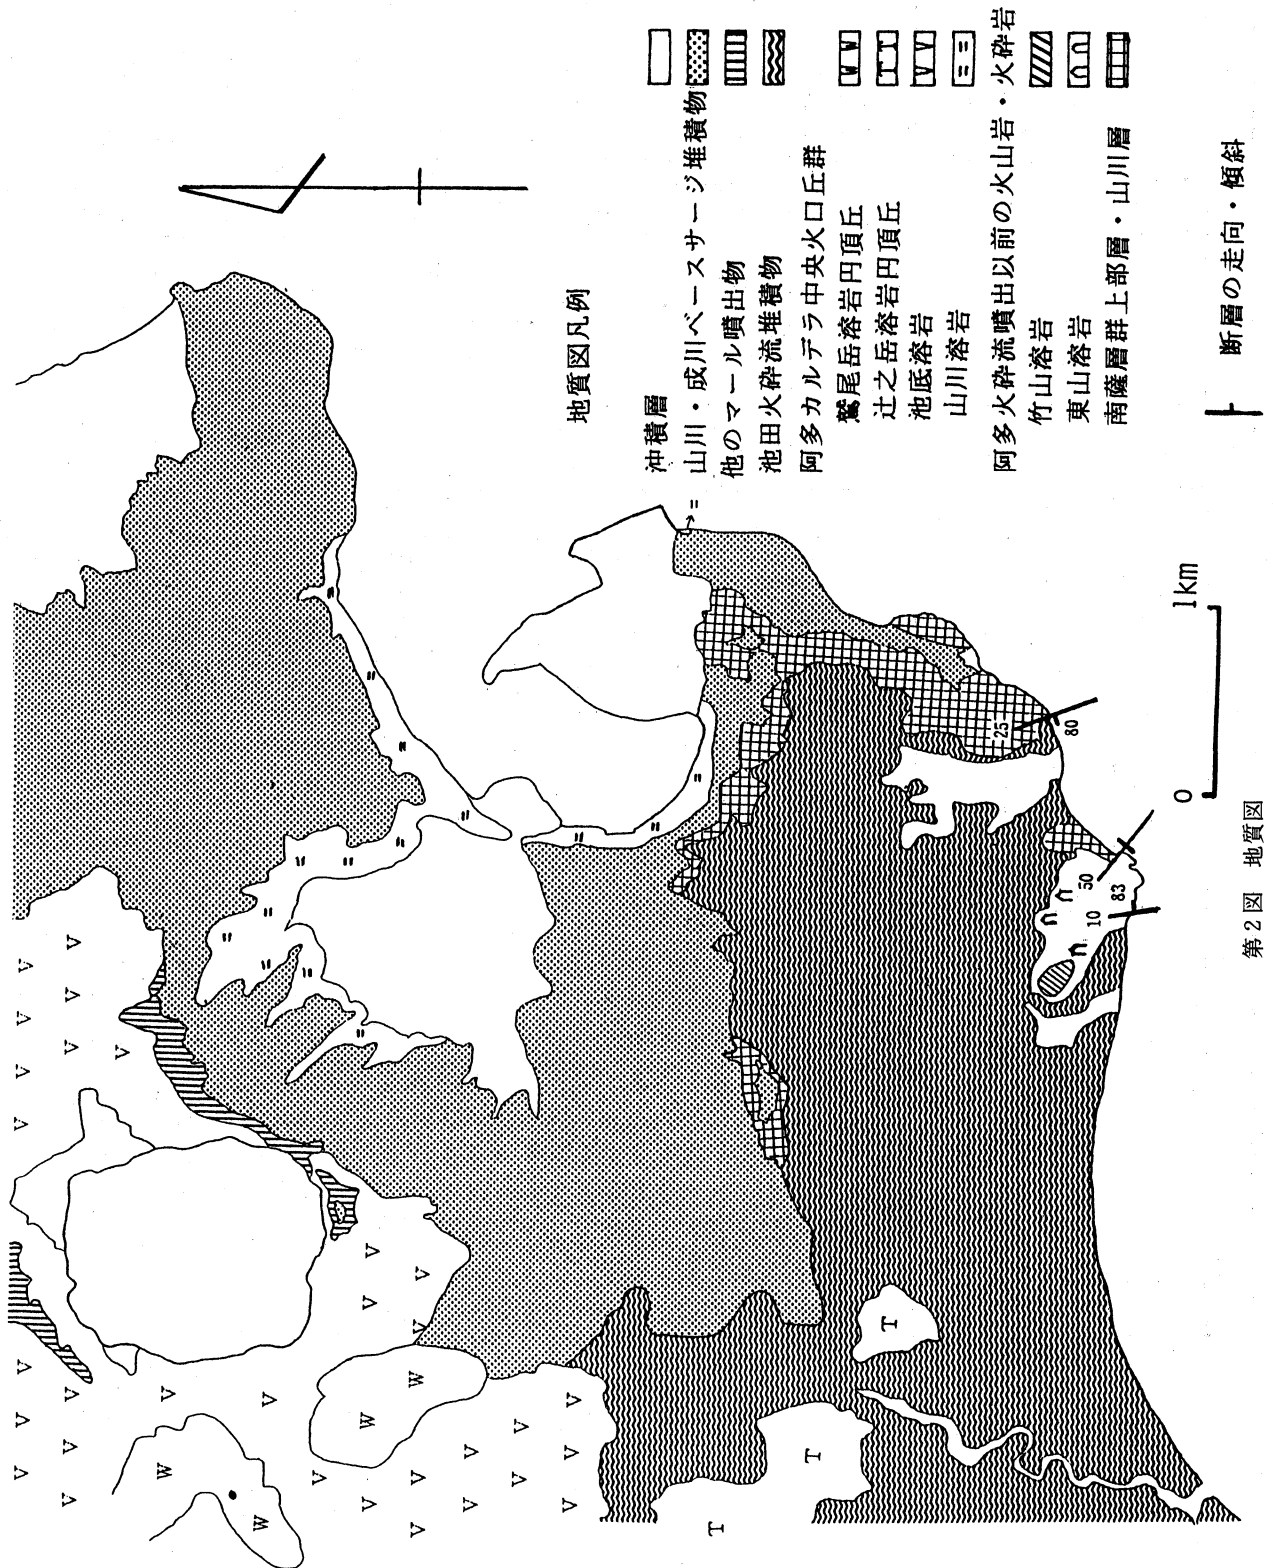 地質図凡例
沖積層
山川・成川ベースサージ堆積物
他のマール噴出物
池田火砕流堆積物
阿多カルデラ中央火口丘群
鷲尾岳溶岩円頂丘
W W
辻之岳溶岩円頂丘
T T
池底溶岩
V V
山川溶岩
= =
阿多火砕流噴出以前の火山岩・火砕岩
竹山溶岩
東山溶岩
南薩層群上部層・山川層
断層の走向・傾斜
V V V V V V V V
V V V V V V
V V V
V V V V V
V V V V
V V V
W W W W
T T T
25
80
50
83
10
0 1km
第2図 地質図